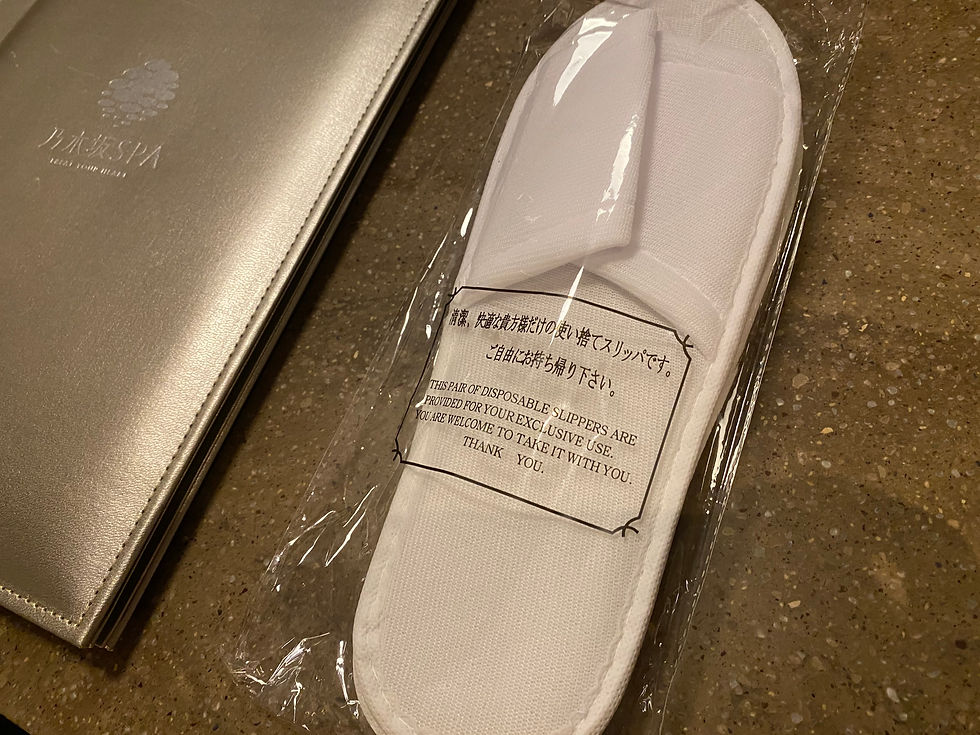 乃木坂SPA
TREAT YOUR HEART
清潔、快適な貴方様だけの使い捨てスリッパです。
ご自由にお持ち帰り下さい。
THIS PAIR OF DISPOSABLE SLIPPERS ARE
PROVIDED FOR YOUR EXCLUSIVE USE.
YOU ARE WELCOME TO TAKE IT WITH YOU.
THANK YOU.